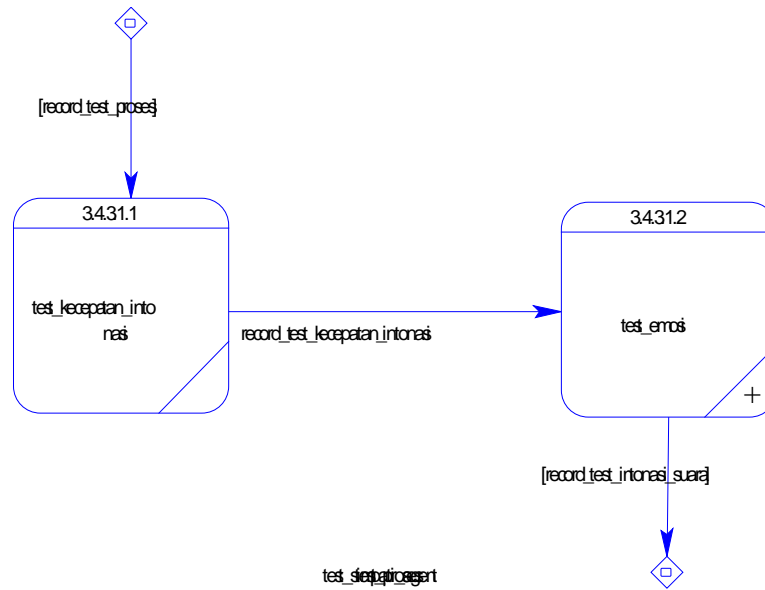 [record_test_proses]
3.4.31.1
3.4.31.2
test_kecepatan_into
nasi
test_emosi
record_test_kecepatan_intonasi
+
[record_test_intonasi_suara]